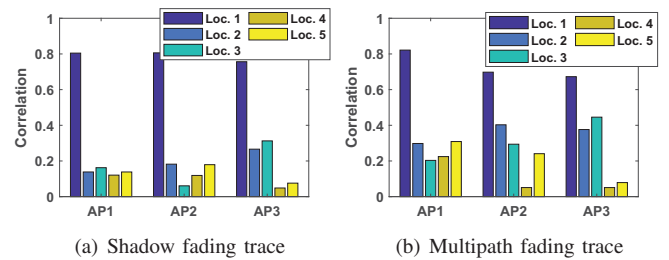 Loc. 1
Loc. 2
Loc. 3
Loc. 4
Loc. 5
1
0.8
0.6
0.4
0.2
0
Correlation
AP1
AP2
AP3
(a) Shadow fading trace
Loc. 1
Loc. 2
Loc. 3
Loc. 4
Loc. 5
1
0.8
0.6
0.4
0.2
0
Correlation
AP1
AP2
AP3
(b) Multipath fading trace